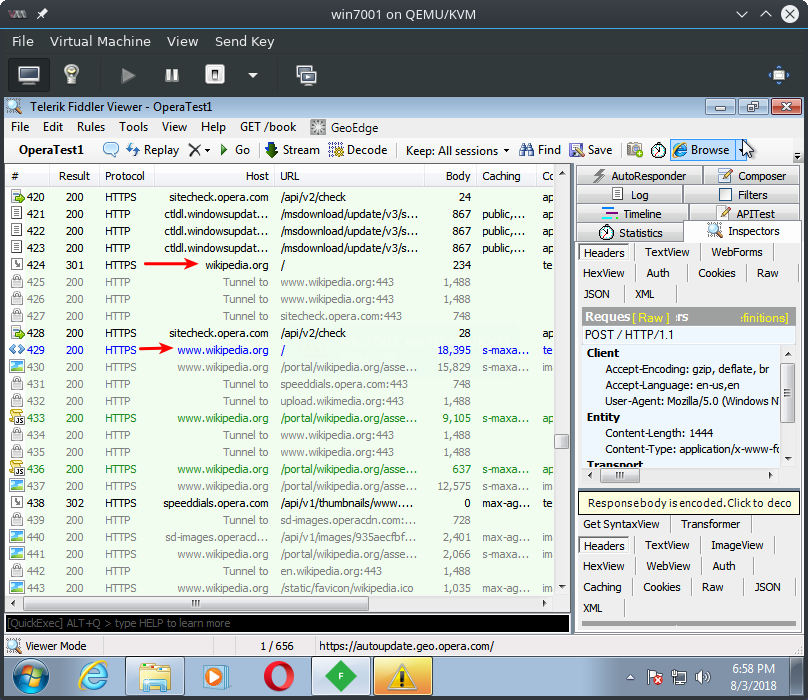 win7001 on QEMU/KVM
File Virtual Machine View Send Key
Telerik Fiddler Viewer - OperaTest1
File Edit Rules Tools View Help GET /book GeoEdge
OperaTest1 Replay Go Stream Decode Keep: All sessions Find Save Browse
# Result Protocol Host URL Body Caching Co
420 200 HTTPS sitecheck.opera.com /api/v2/check 24 ap
421 200 HTTP ctldl.windowsupdat... /msdownload/update/v3/s... 867 public,... ap
422 200 HTTP ctldl.windowsupdat... /msdownload/update/v3/s... 867 public,... ap
423 200 HTTP ctldl.windowsupdat... /msdownload/update/v3/s... 867 public,... ap
424 301 HTTPS wikipedia.org / 234 te
425 200 HTTP Tunnel to www.wikipedia.org:443 1,488
426 200 HTTP Tunnel to www.wikipedia.org:443 1,488
427 200 HTTP Tunnel to sitecheck.opera.com:443 748
428 200 HTTPS sitecheck.opera.com /api/v2/check 28 ap
429 200 HTTPS www.wikipedia.org / 18,395 s-maxa... te
430 200 HTTPS www.wikipedia.org /portal/wikipedia.org/asse... 15,829 s-maxa... im
431 200 HTTP Tunnel to speeddials.opera.com:443 748
432 200 HTTP Tunnel to upload.wikimedia.org:443 1,488
433 200 HTTPS www.wikipedia.org /portal/wikipedia.org/asse... 9,105 s-maxa... ap
434 200 HTTP Tunnel to www.wikipedia.org:443 1,488
435 200 HTTP Tunnel to www.wikipedia.org:443 1,488
436 200 HTTPS www.wikipedia.org /portal/wikipedia.org/asse... 637 s-maxa... ap
437 200 HTTPS www.wikipedia.org /portal/wikipedia.org/asse... 12,575 s-maxa... im
438 302 HTTPS speeddials.opera.com /api/v1/thumbnails/www.... 0 max-ag... te
439 200 HTTP Tunnel to sd-images.operacdn.com:... 728
440 200 HTTPS sd-images.operacd... /api/v1/images/935aecfbf... 2,401 max-ag... im
441 200 HTTPS www.wikipedia.org /portal/wikipedia.org/asse... 2,066 s-maxa... im
442 200 HTTP Tunnel to en.wikipedia.org:443 1,488
443 200 HTTPS www.wikipedia.org /static/favicon/wikipedia.ico 1,035 max-ag... im
[QuickExec] ALT+Q > type HELP to learn more
Viewer Mode 1 / 656 https://autoupdate.geo.opera.com/
AutoResponder Composer
Log Filters
Timeline APITest
Statistics Inspectors
Headers TextView WebForms
HexView Auth Cookies Raw
JSON XML
Reques [ Raw ] ers finitions]
POST / HTTP/1.1
Client
Accept-Encoding: gzip, deflate, br
Accept-Language: en-us,en
User-Agent: Mozilla/5.0 (Windows N
Entity
Content-Length: 1444
Content-Type: application/x-www-fo
Transport
Response body is encoded. Click to deco
Get SyntaxView Transformer
Headers TextView ImageView
HexView WebView Auth
Caching Cookies Raw JSON
XML
6:58 PM
8/3/2018